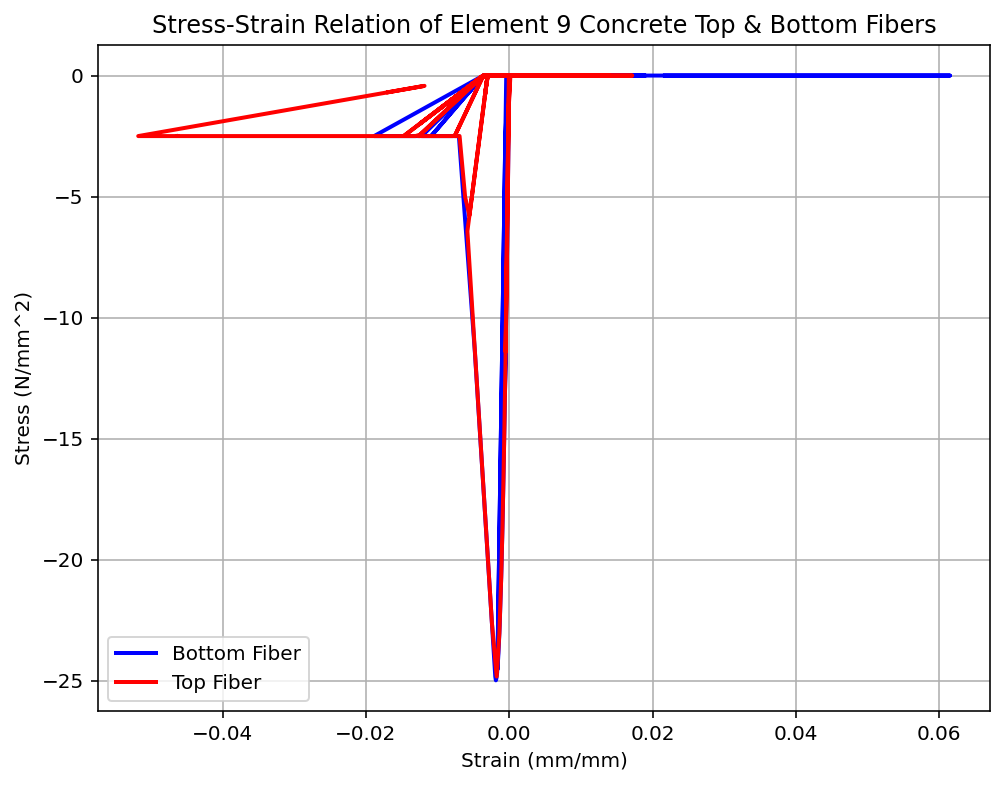 Stress-Strain Relation of Element 9 Concrete Top & Bottom Fibers
Stress (N/mm^2)
0
−5
−10
−15
−20
−25
Bottom Fiber
Top Fiber
−0.04 −0.02 0.00 0.02 0.04 0.06
Strain (mm/mm)